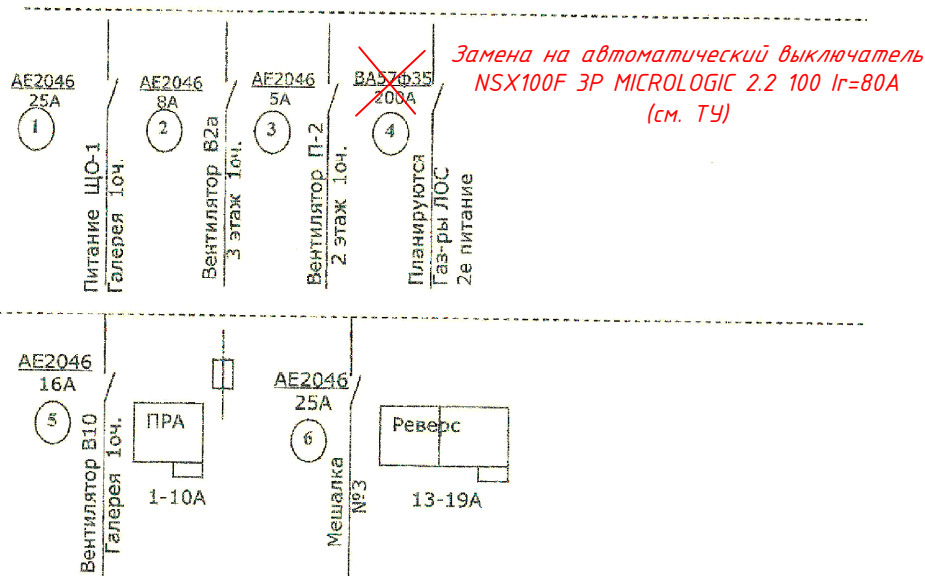 АЕ2046
25А
1
Питание ЩО-1
Галерея 1оч.
АЕ2046
8А
2
Вентилятор В2а
3 этаж 1оч.
АЕ2046
5А
3
Вентилятор П-2
2 этаж 1оч.
ВА57ф35
200А
4
Планируются
Газ-ры ЛОС
2е питание
Замена на автоматический выключатель
NSX100F 3P MICROLOGIC 2.2 100 Ir=80A
(см. ТУ)
АЕ2046
16А
5
Вентилятор В10
Галерея 1оч.
ПРА
1-10А
АЕ2046
25А
6
Мешалка
№3
Реверс
13-19А